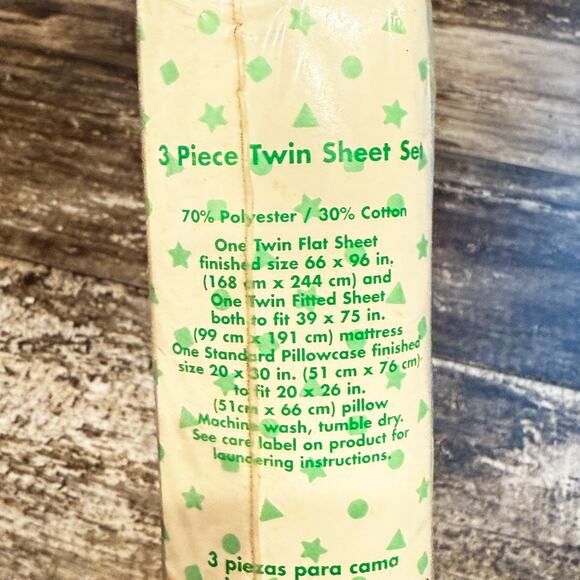 3 Piece Twin Sheet Set
70% Polyester / 30% Cotton
One Twin Flat Sheet
finished size 66 x 96 in.
(168 cm x 244 cm) and
One Twin Fitted Sheet
both to fit 39 x 75 in.
(99 cm x 191 cm) mattress
One Standard Pillowcase finished
size 20 x 30 in. (51 cm x 76 cm)
to fit 20 x 26 in.
(51cm x 66 cm) pillow
Machine wash, tumble dry.
See care label on product for
laundering instructions.
3 piezas para cama